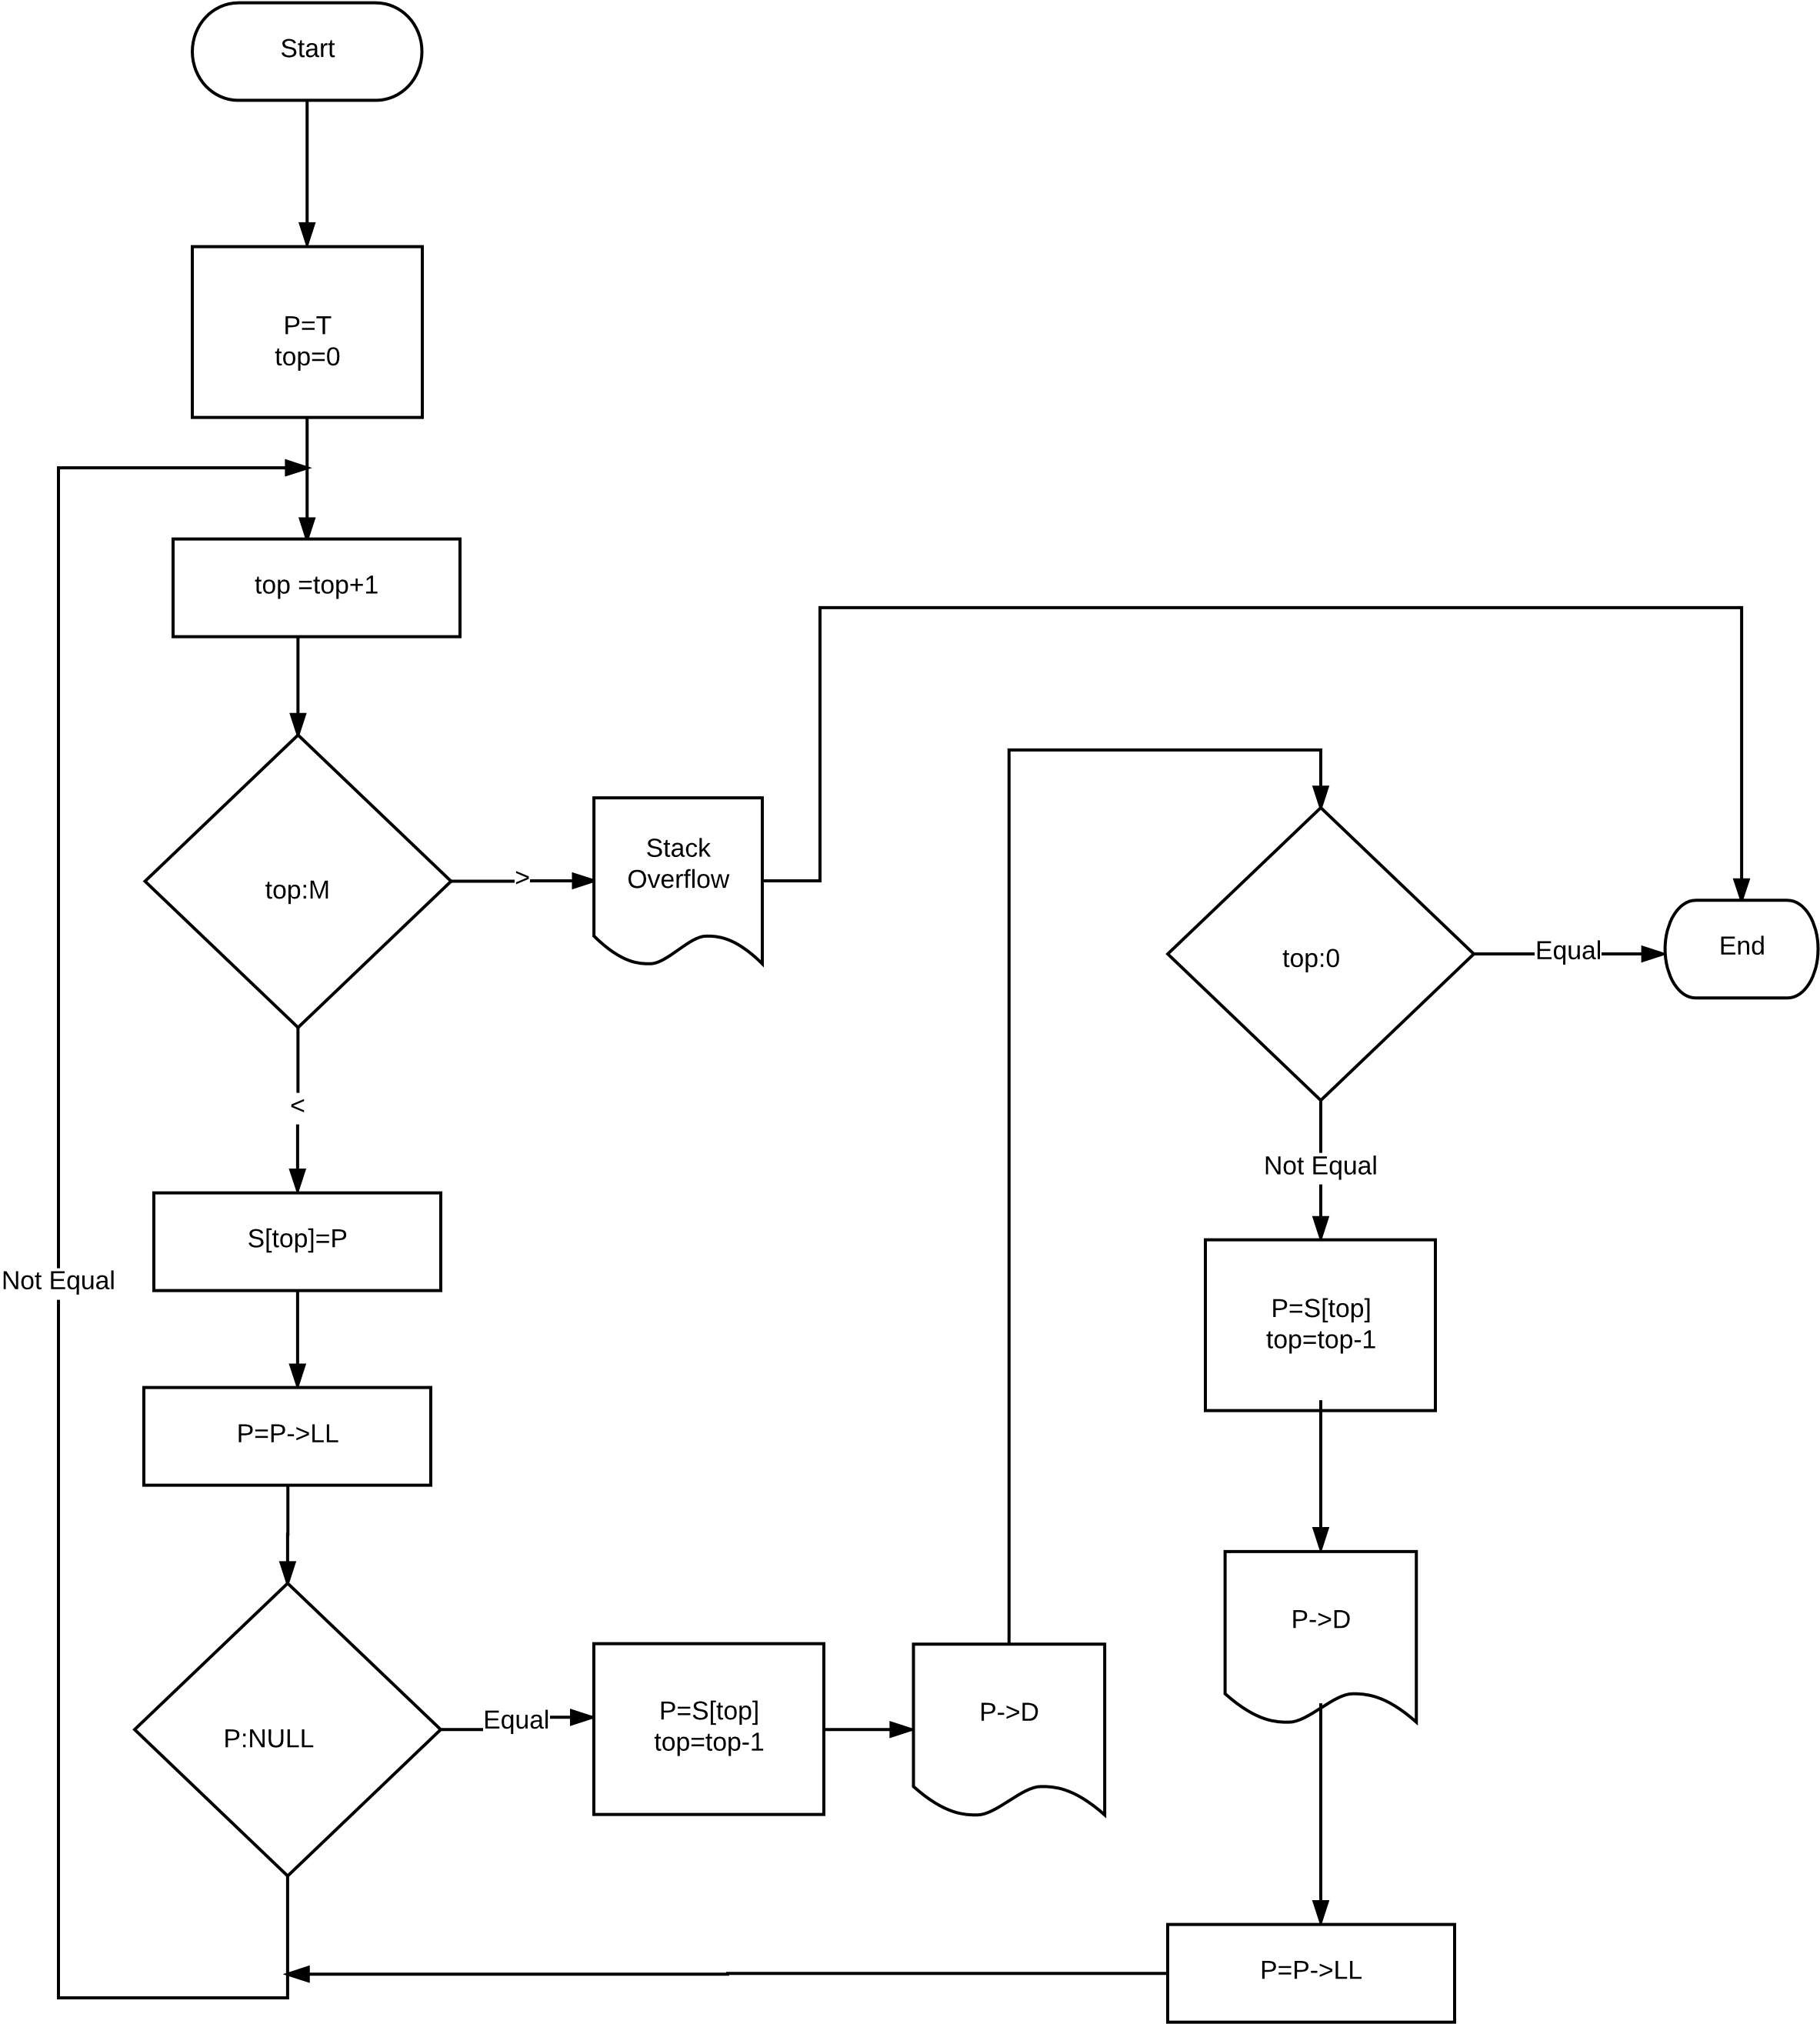 Start
P=T
top=0
top =top+1
top:M
>
Stack
Overflow
<
S[top]=P
Not Equal
P=P->LL
P:NULL
Equal
P=S[top]
top=top-1
P->D
top:0
Equal
End
Not Equal
P=S[top]
top=top-1
P->D
P=P->LL